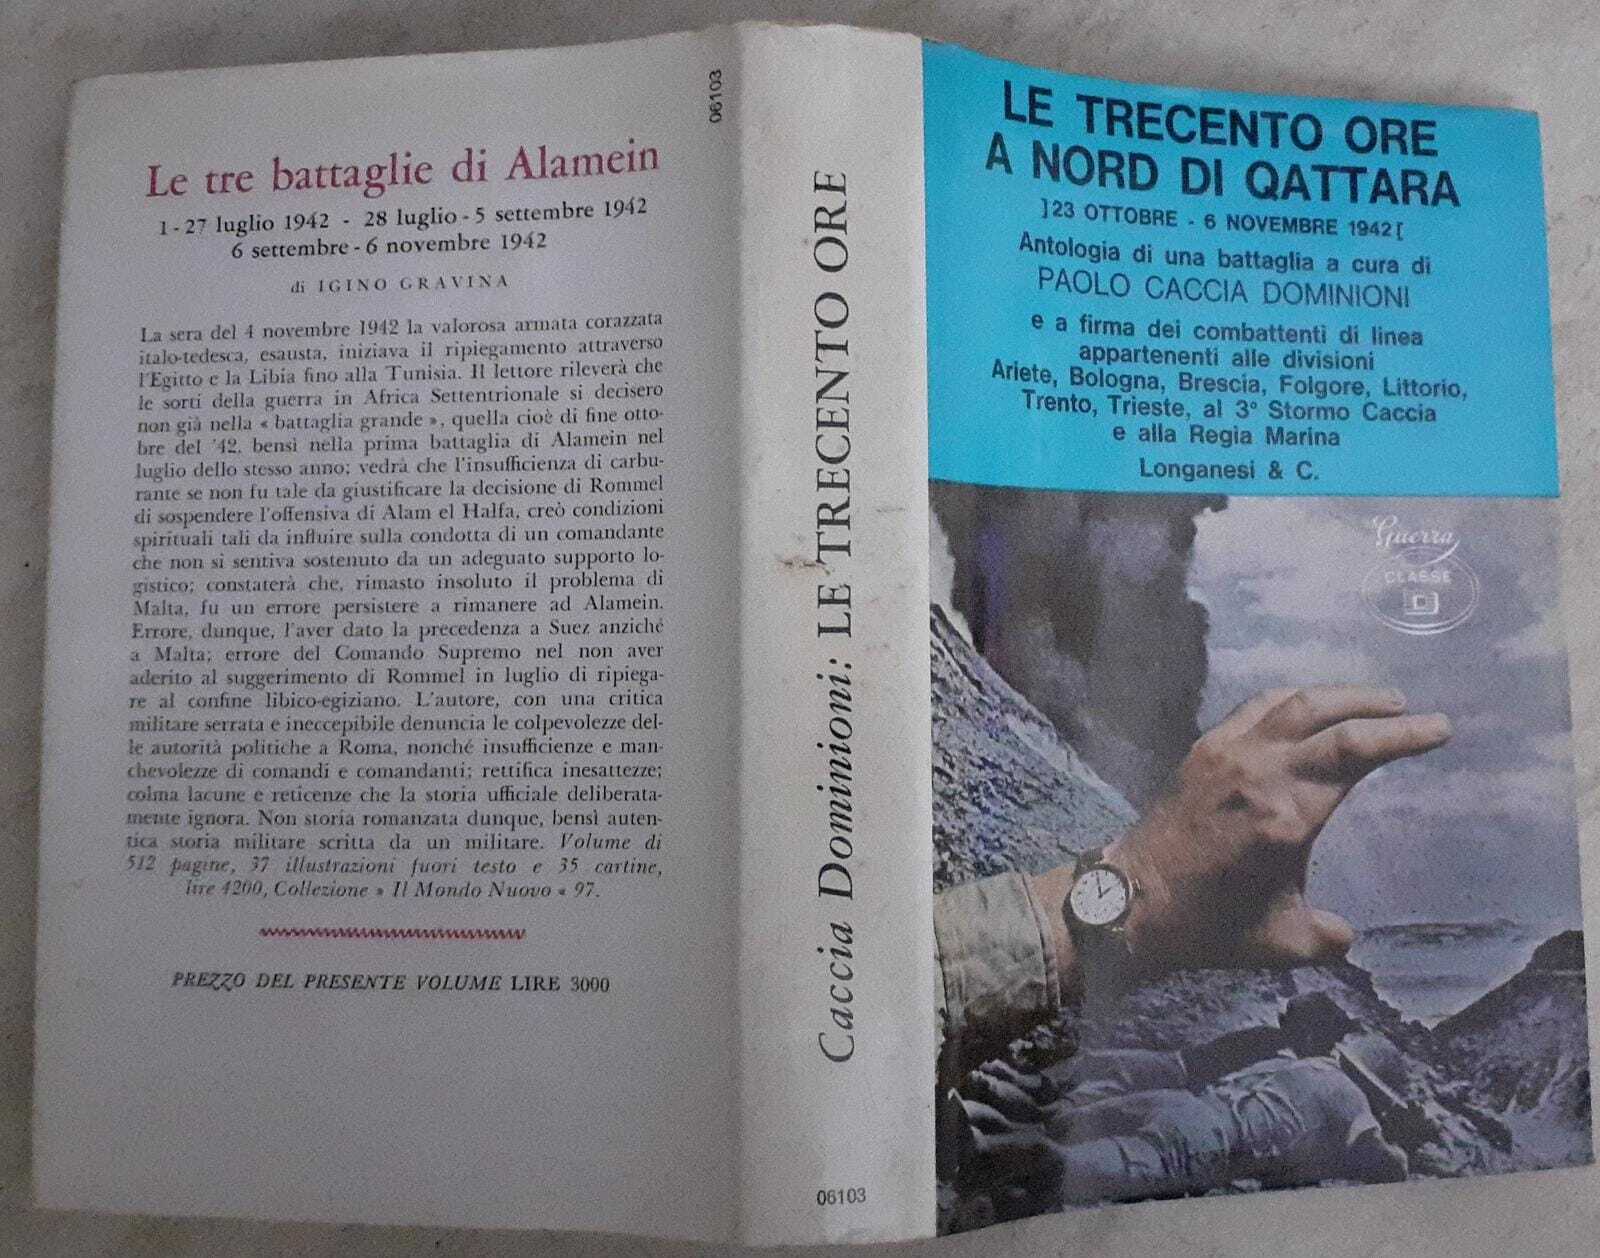 06103
Le tre battaglie di Alamein
1-27 luglio 1942 - 28 luglio-5 settembre 1942
6 settembre-6 novembre 1942
di IGINO GRAVINA
La sera del 4 novembre 1942 la valorosa armata corazzata
italo-tedesca, esausta, iniziava il ripiegamento attraverso
l'Egitto e la Libia fino alla Tunisia. Il lettore rileverà che
le sorti della guerra in Africa Settentrionale si decisero
non già nella « battaglia grande », quella cioè di fine otto-
bre del '42, bensì nella prima battaglia di Alamein nel
luglio dello stesso anno; vedrà che l'insufficienza di carbu-
rante se non fu tale da giustificare la decisione di Rommel
di sospendere l'offensiva di Alam el Halfa, creò condizioni
spirituali tali da influire sulla condotta di un comandante
che non si sentiva sostenuto da un adeguato supporto lo-
gistico; constaterà che, rimasto insoluto il problema di
Malta, fu un errore persistere a rimanere ad Alamein.
Errore, dunque, l'aver dato la precedenza a Suez anziché
a Malta; errore del Comando Supremo nel non aver
aderito al suggerimento di Rommel in luglio di ripiega-
re al confine libico-egiziano. L'autore, con una critica
militare serrata e ineccepibile denuncia le colpevolezze del-
le autorità politiche a Roma, nonché insufficienze e man-
chevolezze di comandi e comandanti; rettifica inesattezze;
colma lacune e reticenze che la storia ufficiale deliberata-
mente ignora. Non storia romanzata dunque, bensì auten-
tica storia militare scritta da un militare. Volume di
512 pagine, 37 illustrazioni fuori testo e 35 cartine,
lire 4200, Collezione » Il Mondo Nuovo « 97.
PREZZO DEL PRESENTE VOLUME LIRE 3000
Caccia Dominioni: LE TRECENTO ORE
06103
LE TRECENTO ORE
A NORD DI QATTARA
]23 OTTOBRE - 6 NOVEMBRE 1942[
Antologia di una battaglia a cura di
PAOLO CACCIA DOMINIONI
e a firma dei combattenti di linea
appartenenti alle divisioni
Ariete, Bologna, Brescia, Folgore, Littorio,
Trento, Trieste, al 3° Stormo Caccia
e alla Regia Marina
Longanesi & C.
Guerra
CLASSE